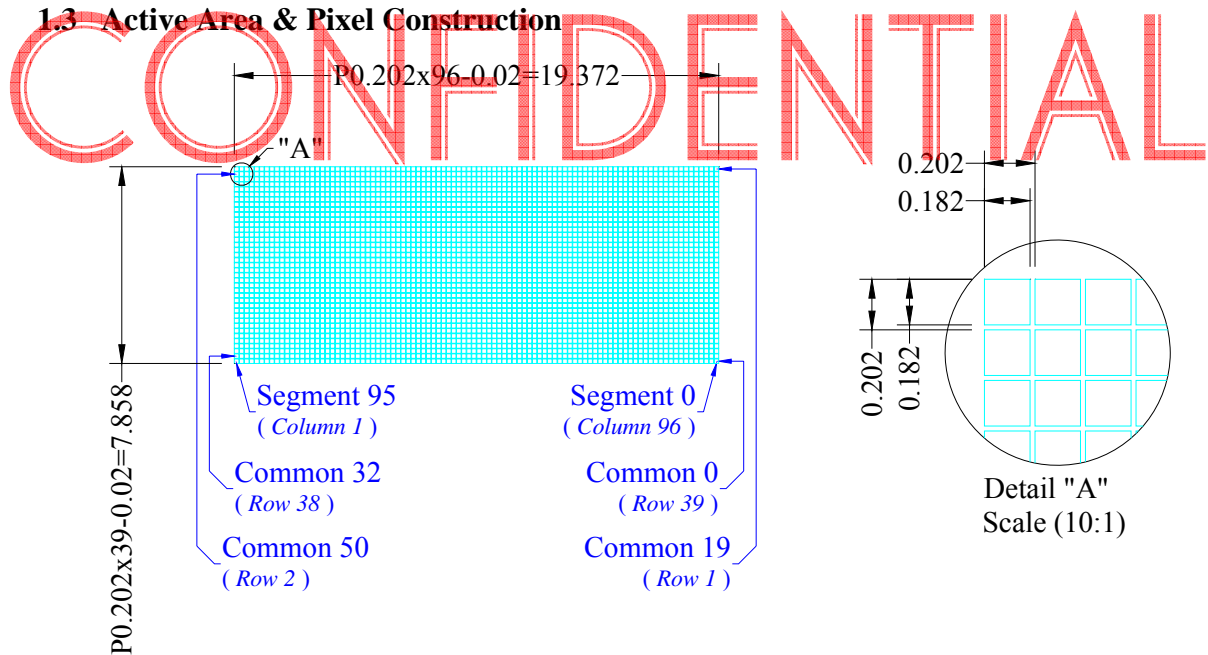 1.3 Active Area & Pixel Construction
CONFIDENTIAL
P0.202x96-0.02=19.372
"A"
P0.202x39-0.02=7.858
Segment 95
( Column 1 )
Segment 0
( Column 96 )
Common 32
( Row 38 )
Common 0
( Row 39 )
Common 50
( Row 2 )
Common 19
( Row 1 )
0.202
0.182
0.202
0.182
Detail "A"
Scale (10:1)